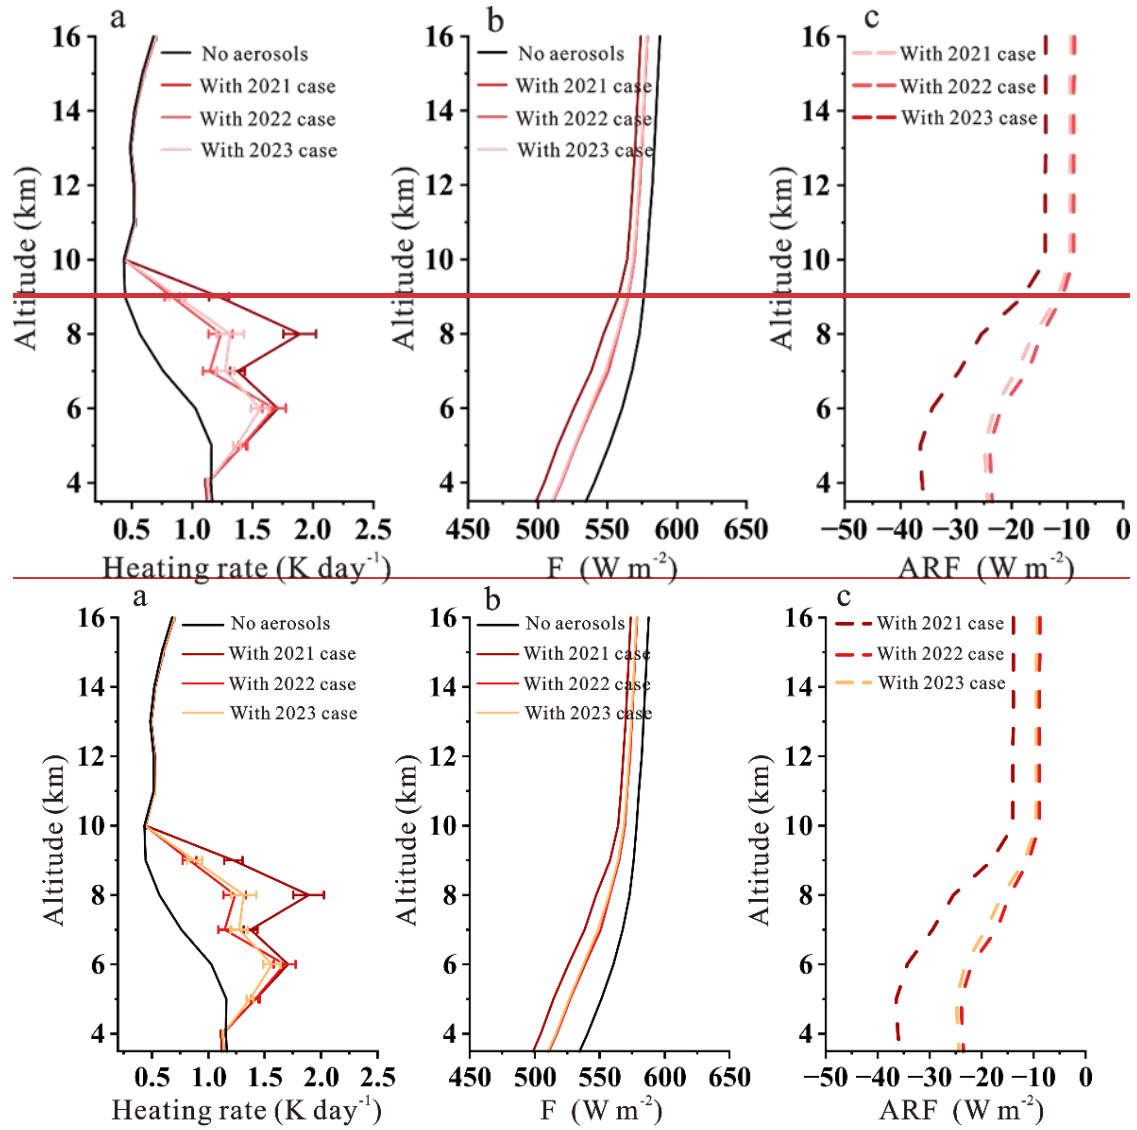 a
b
c
16
14
12
10
8
6
4
Altitude (km)
No aerosols
With 2021 case
With 2022 case
With 2023 case
0.5 1.0 1.5 2.0 2.5
Heating rate (K day-1)
16
14
12
10
8
6
4
Altitude (km)
No aerosols
With 2021 case
With 2022 case
With 2023 case
450 500 550 600 650
F (W m-2)
16
14
12
10
8
6
4
Altitude (km)
With 2021 case
With 2022 case
With 2023 case
−50 −40 −30 −20 −10 0
ARF (W m-2)
a
b
c
16
14
12
10
8
6
4
Altitude (km)
No aerosols
With 2021 case
With 2022 case
With 2023 case
0.5 1.0 1.5 2.0 2.5
Heating rate (K day-1)
16
14
12
10
8
6
4
Altitude (km)
No aerosols
With 2021 case
With 2022 case
With 2023 case
450 500 550 600 650
F (W m-2)
16
14
12
10
8
6
4
Altitude (km)
With 2021 case
With 2022 case
With 2023 case
−50 −40 −30 −20 −10 0
ARF (W m-2)